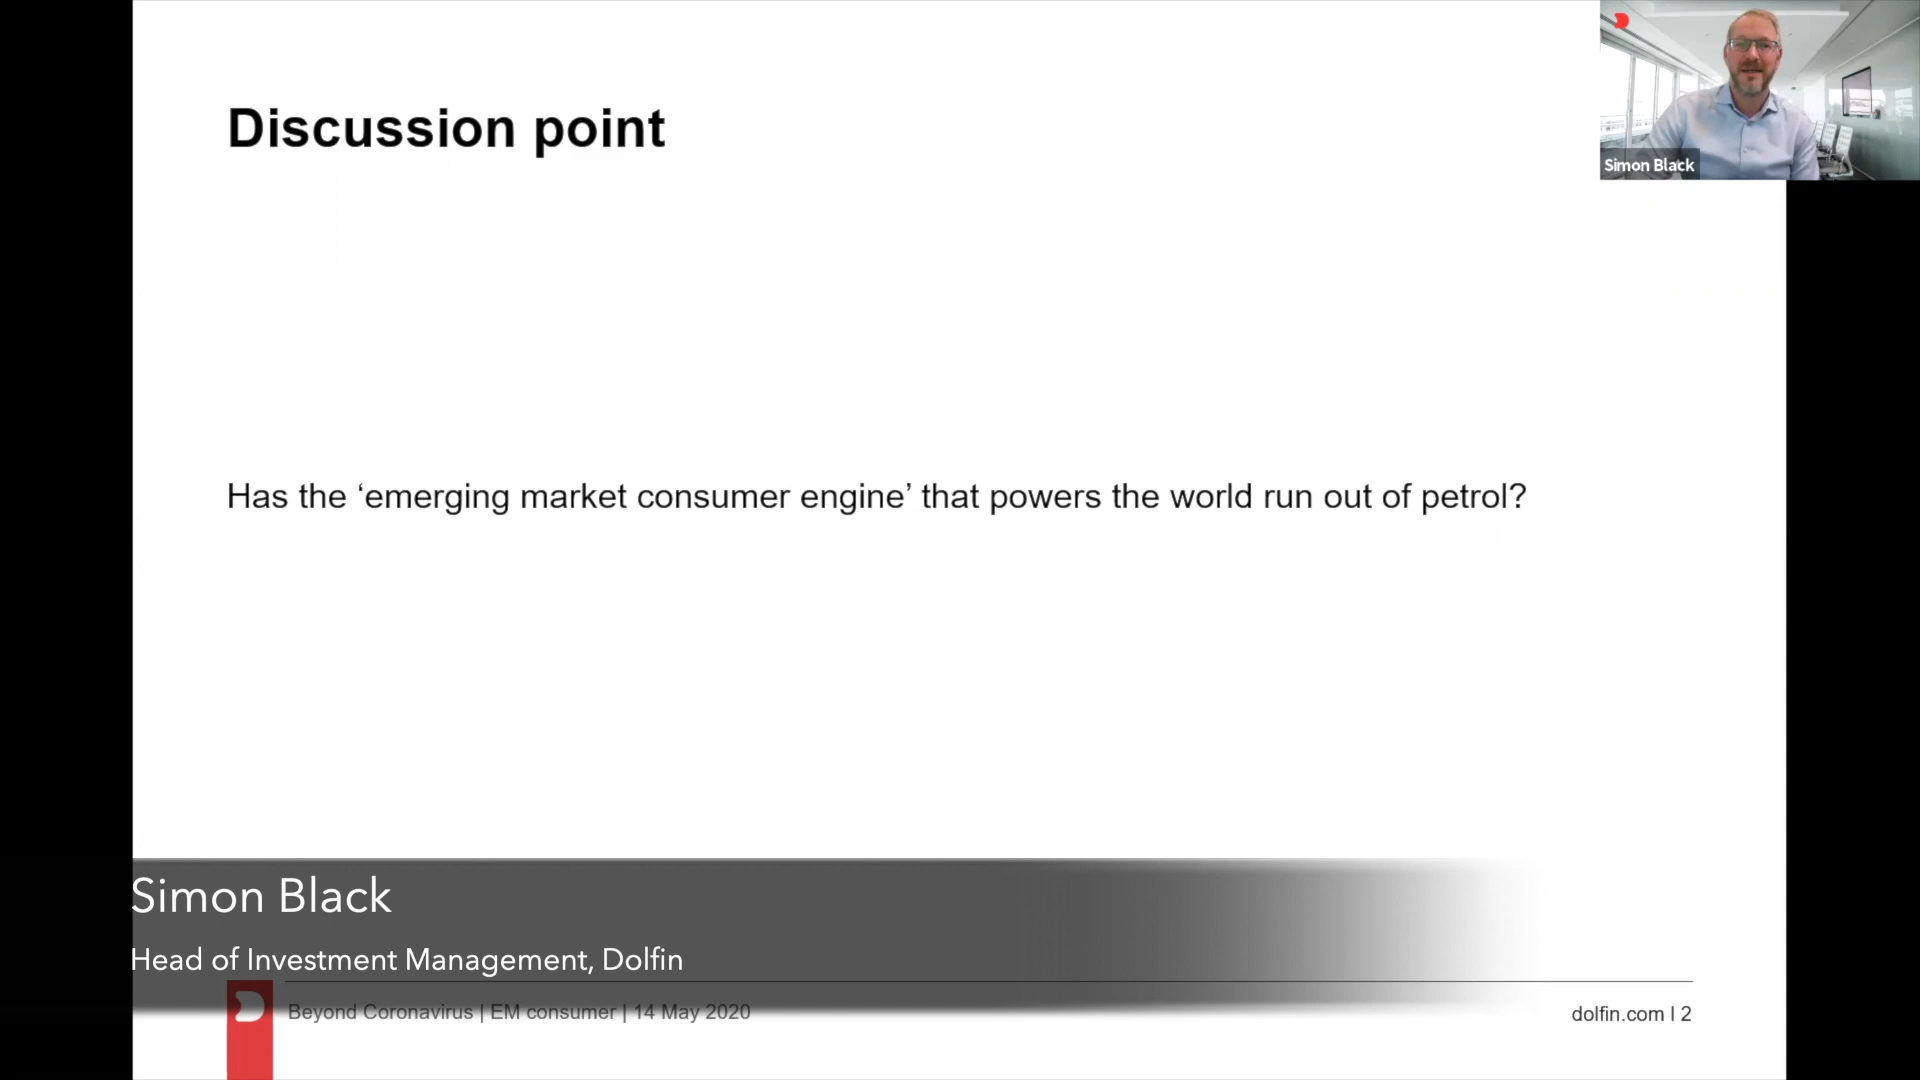 Discussion point
Simon Black
Has the ‘emerging market consumer engine’ that powers the world run out of petrol?
Simon Black
Head of Investment Management, Dolfin
Beyond Coronavirus | EM consumer | 14 May 2020
dolfin.com | 2